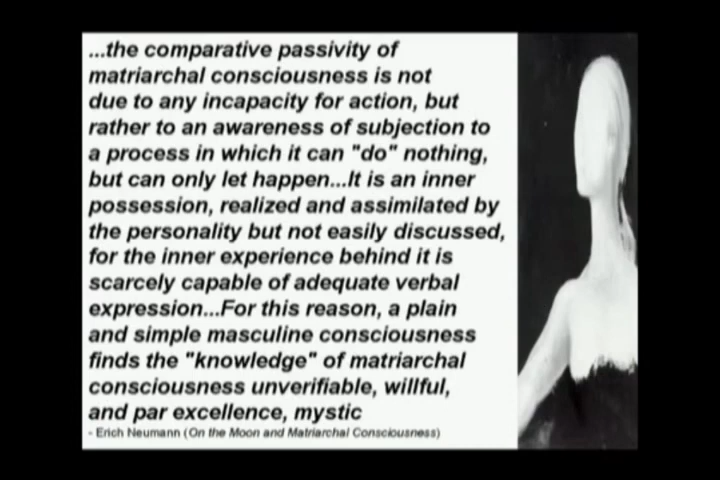 ...the comparative passivity of
matriarchal consciousness is not
due to any incapacity for action, but
rather to an awareness of subjection to
a process in which it can "do" nothing,
but can only let happen...It is an inner
possession, realized and assimilated by
the personality but not easily discussed,
for the inner experience behind it is
scarcely capable of adequate verbal
expression...For this reason, a plain
and simple masculine consciousness
finds the "knowledge" of matriarchal
consciousness unverifiable, willful,
and par excellence, mystic
- Erich Neumann (On the Moon and Matriarchal Consciousness)